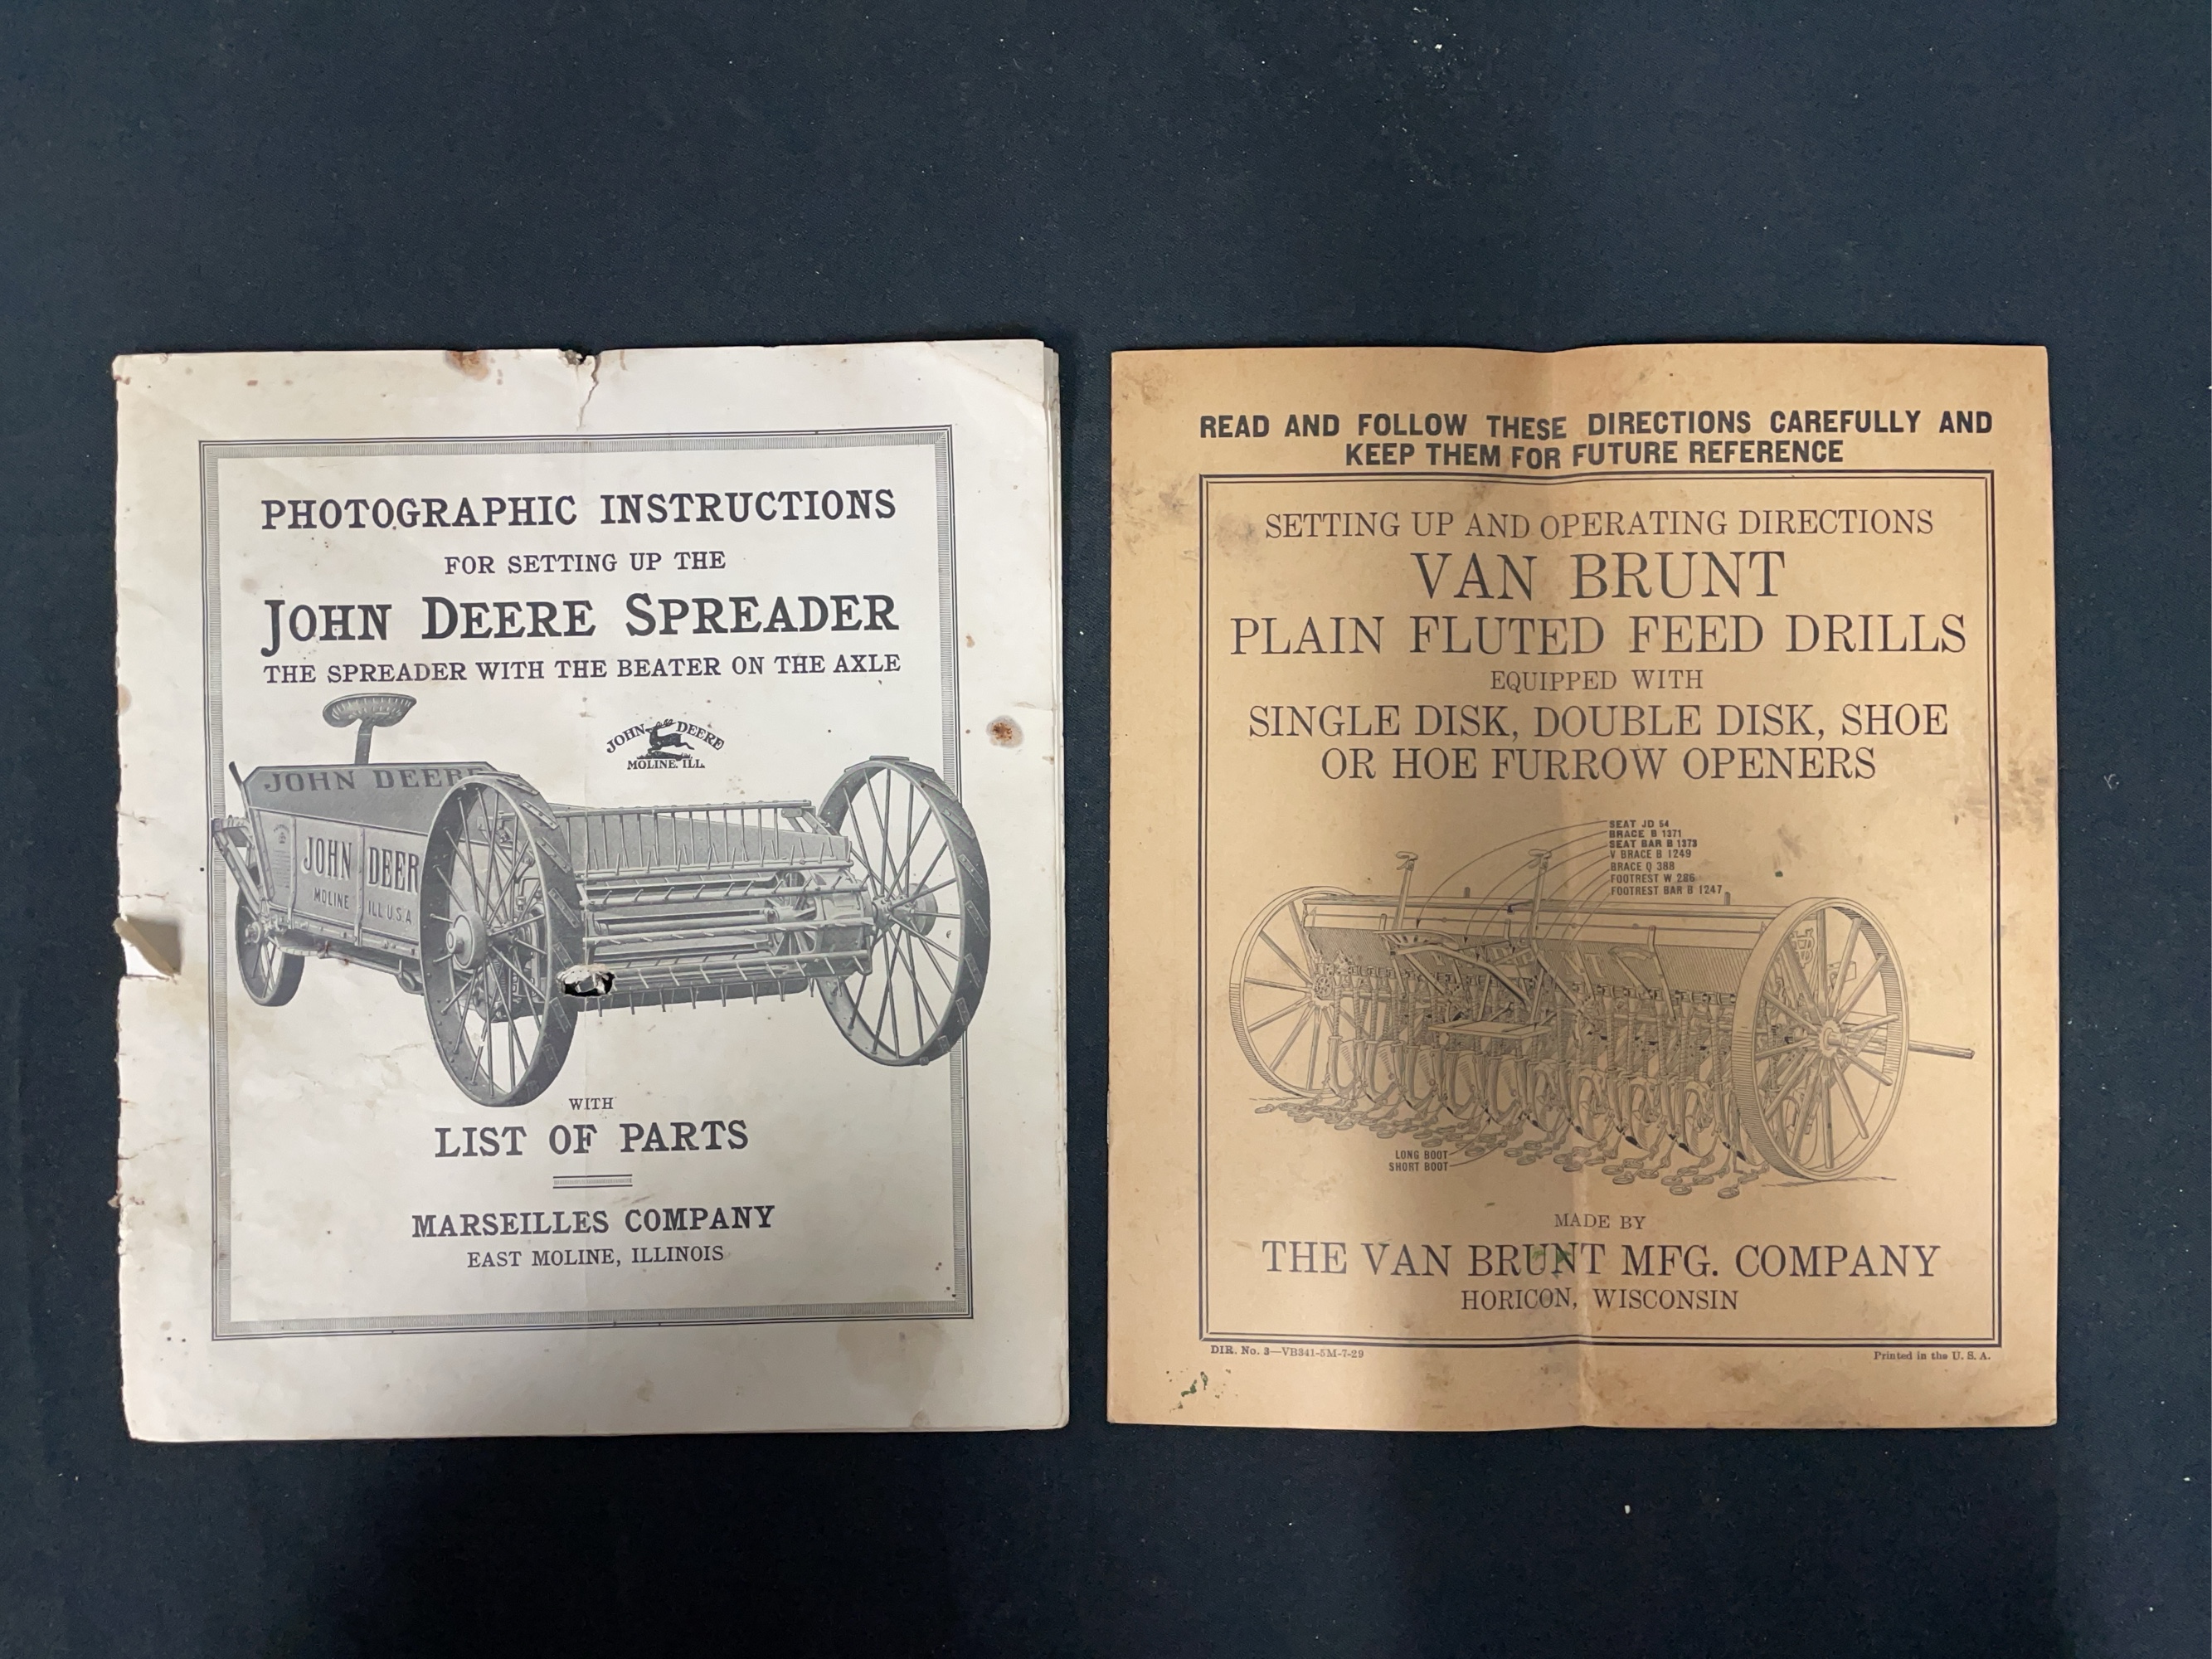 PHOTOGRAPHIC INSTRUCTIONS
FOR SETTING UP THE
JOHN DEERE SPREADER
THE SPREADER WITH THE BEATER ON THE AXLE
JOHN DEERE
MOLINE, ILL.
JOHN DEERE
JOHN DEER
MOLINE ILL U.S.A
WITH
LIST OF PARTS
MARSEILLES COMPANY
EAST MOLINE, ILLINOIS
READ AND FOLLOW THESE DIRECTIONS CAREFULLY AND
KEEP THEM FOR FUTURE REFERENCE
SETTING UP AND OPERATING DIRECTIONS
VAN BRUNT
PLAIN FLUTED FEED DRILLS
EQUIPPED WITH
SINGLE DISK, DOUBLE DISK, SHOE
OR HOE FURROW OPENERS
SEAT JD 54
BRACE B 1371
SEAT BAR B 1373
V BRACE B 1249
BRACE Q 388
FOOTREST W 286
FOOTREST BAR B 1247
LONG BOOT
SHORT BOOT
MADE BY
THE VAN BRUNT MFG. COMPANY
HORICON, WISCONSIN
DIR. No. 3—VB341-5M-7-29
Printed in the U. S. A.